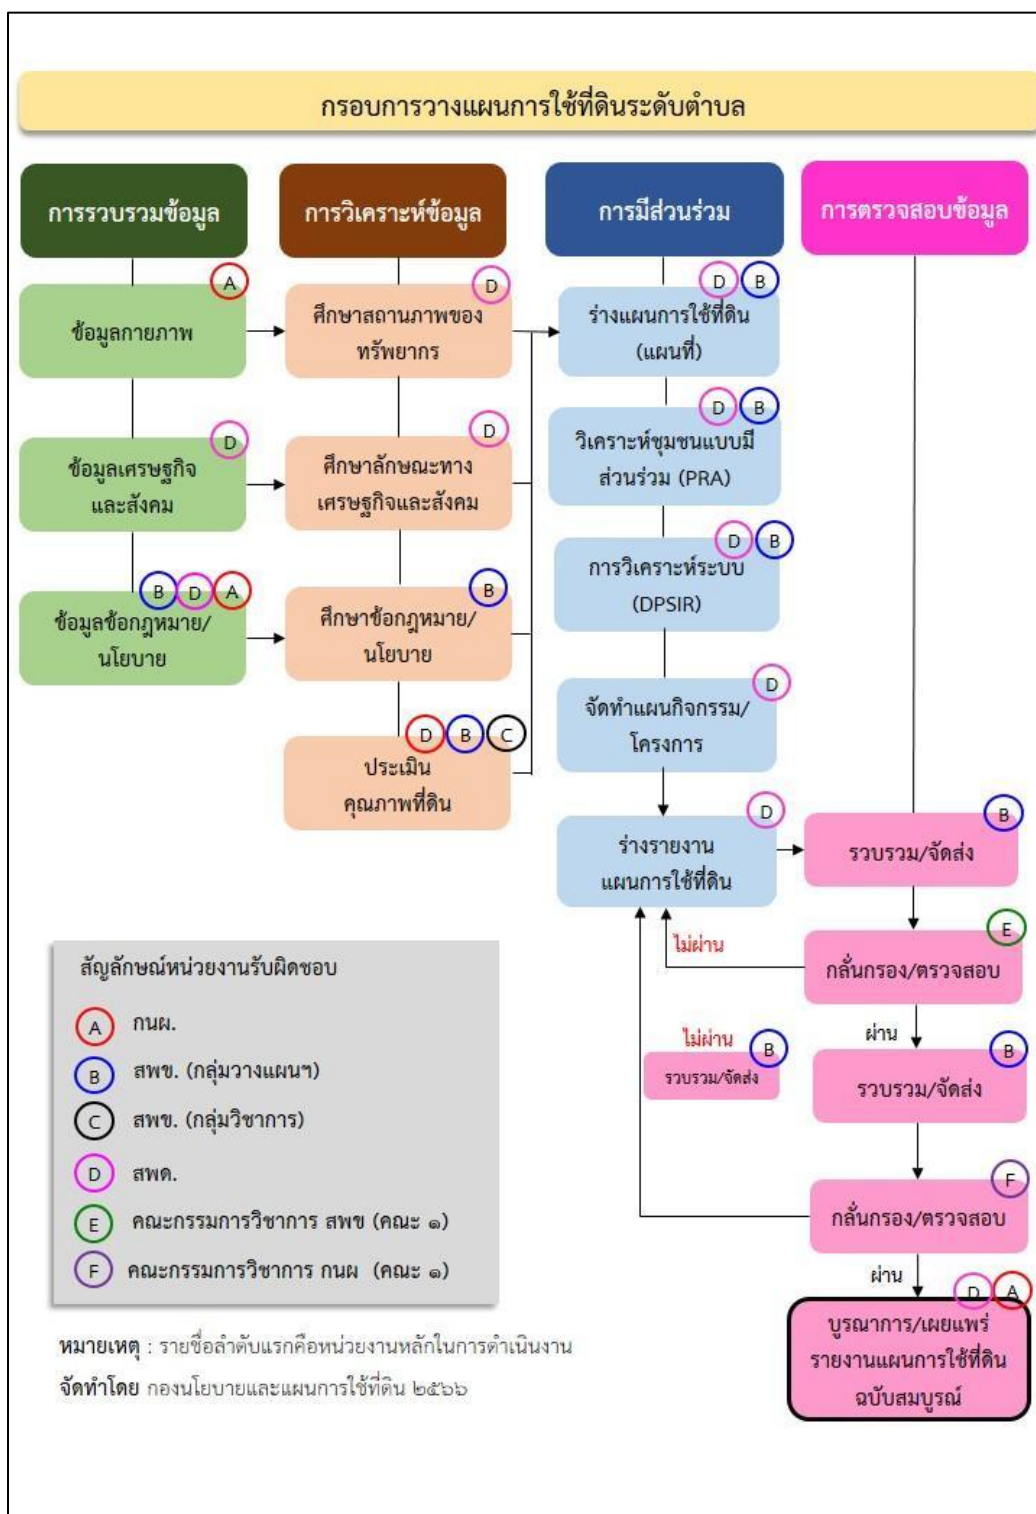 กรอบการวางแผนการใช้ที่ดินระดับตำบล
การรวบรวมข้อมูล
A
ข้อมูลกายภาพ
D
ข้อมูลเศรษฐกิจ
และสังคม
B D A
ข้อมูลข้อกฎหมาย/
นโยบาย
การวิเคราะห์ข้อมูล
D
ศึกษาสถานภาพของ
ทรัพยากร
D
ศึกษาลักษณะทาง
เศรษฐกิจและสังคม
B
ศึกษาข้อกฎหมาย/
นโยบาย
D B C
ประเมิน
คุณภาพที่ดิน
การมีส่วนร่วม
D B
ร่างแผนการใช้ที่ดิน
(แผนที่)
D B
วิเคราะห์ชุมชนแบบมี
ส่วนร่วม (PRA)
D B
การวิเคราะห์ระบบ
(DPSIR)
D
จัดทำแผนกิจกรรม/
โครงการ
D
ร่างรายงาน
แผนการใช้ที่ดิน
การตรวจสอบข้อมูล
B
รวบรวม/จัดส่ง
E
กลั่นกรอง/ตรวจสอบ
ไม่ผ่าน
ผ่าน
B
รวบรวม/จัดส่ง
ไม่ผ่าน
B
รวบรวม/จัดส่ง
F
กลั่นกรอง/ตรวจสอบ
ผ่าน
D A
บูรณาการ/เผยแพร่
รายงานแผนการใช้ที่ดิน
ฉบับสมบูรณ์
สัญลักษณ์หน่วยงานรับผิดชอบ
A กนผ.
B สพข. (กลุ่มวางแผนฯ)
C สพข. (กลุ่มวิชาการ)
D สพด.
E คณะกรรมการวิชาการ สพข (คณะ ๑)
F คณะกรรมการวิชาการ กนผ (คณะ ๑)
หมายเหตุ : รายชื่อลำดับแรกคือหน่วยงานหลักในการดำเนินงาน
จัดทำโดย กองนโยบายและแผนการใช้ที่ดิน ๒๕๖๖